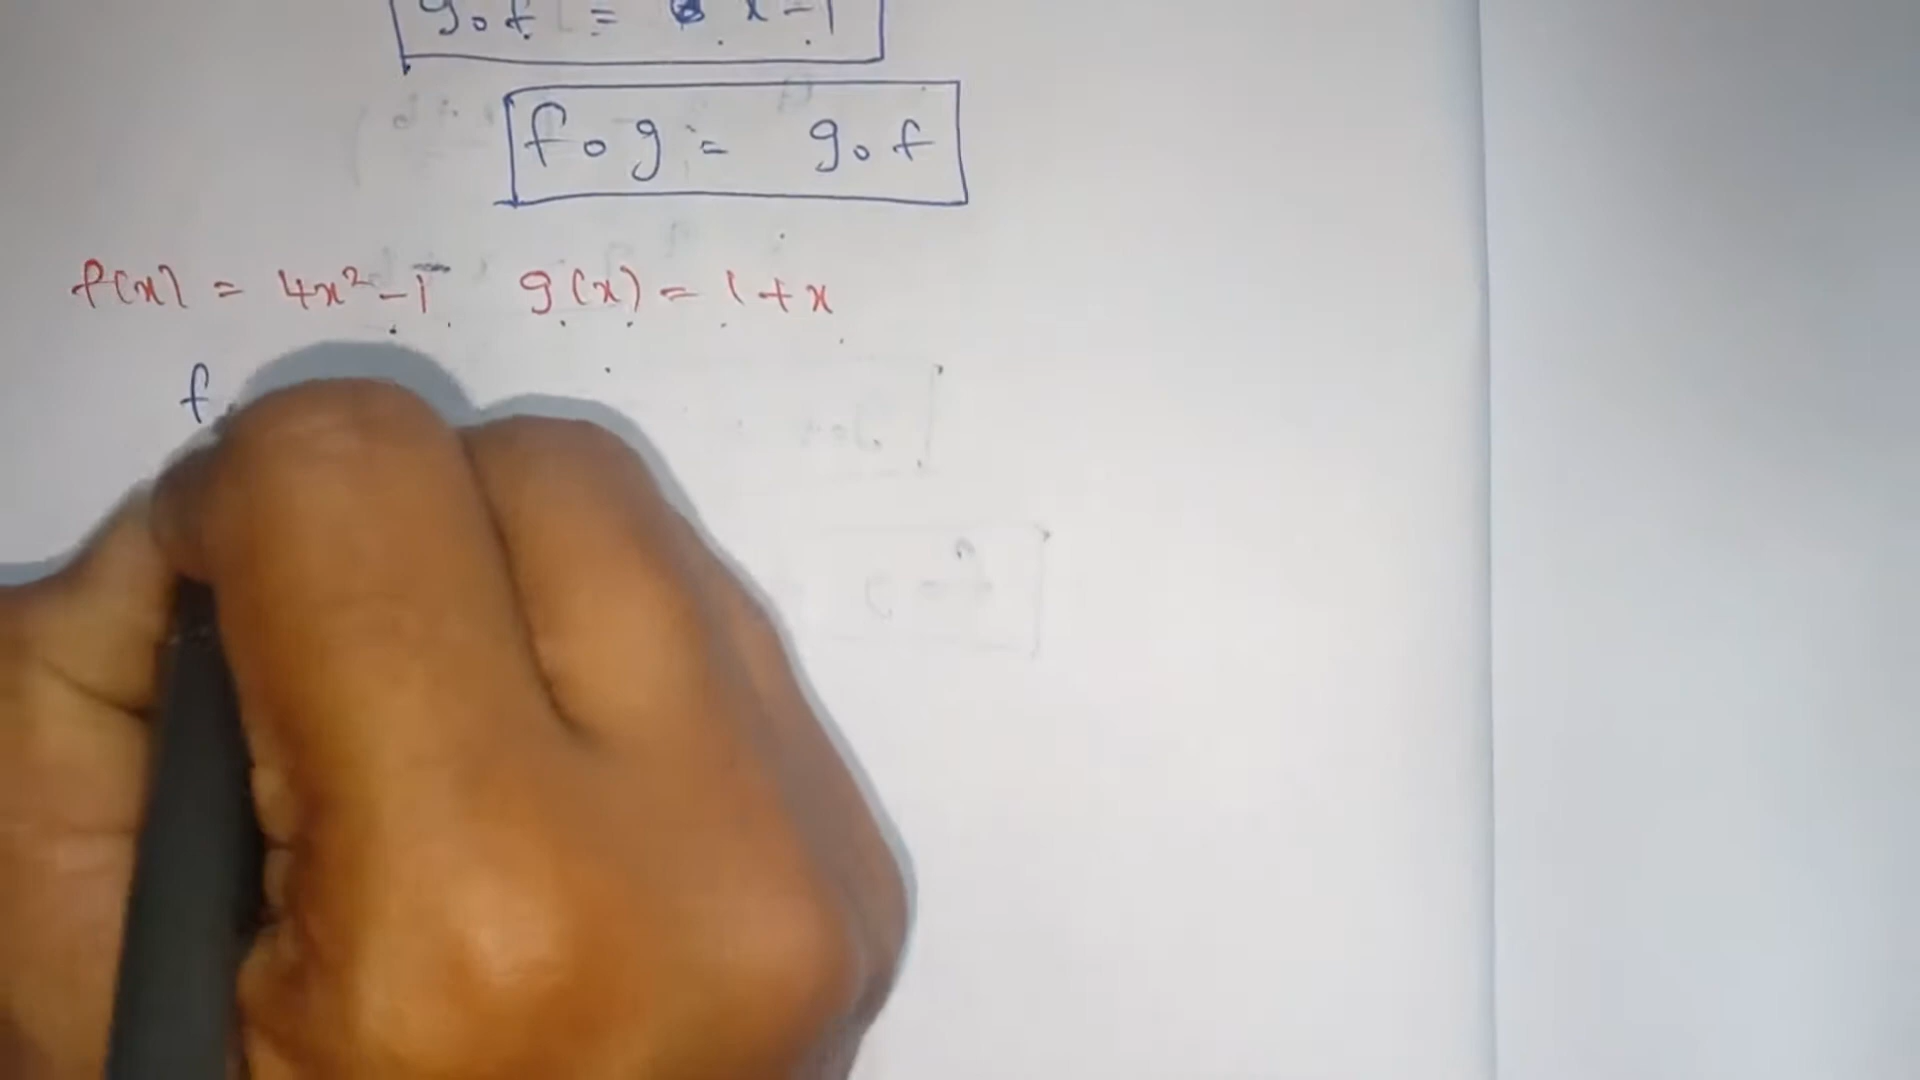 g∘f = x-1
f∘g = g∘f
f(x) = 4x²-1 g(x) = 1+x
f